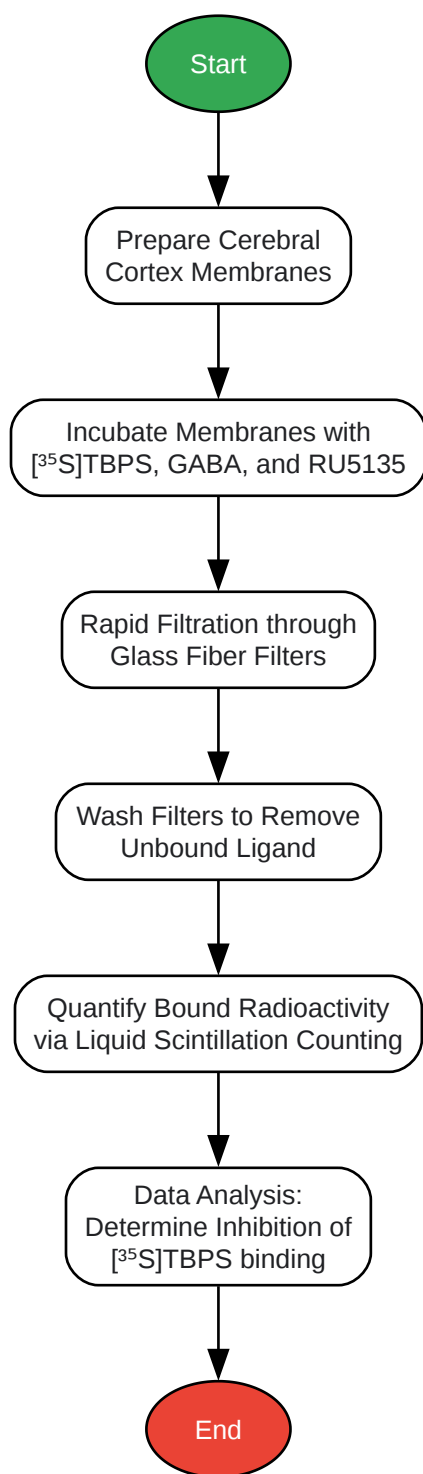 Start
Prepare Cerebral
Cortex Membranes
Incubate Membranes with
[³⁵S]TBPS, GABA, and RU5135
Rapid Filtration through
Glass Fiber Filters
Wash Filters to Remove
Unbound Ligand
Quantify Bound Radioactivity
via Liquid Scintillation Counting
Data Analysis:
Determine Inhibition of
[³⁵S]TBPS binding
End